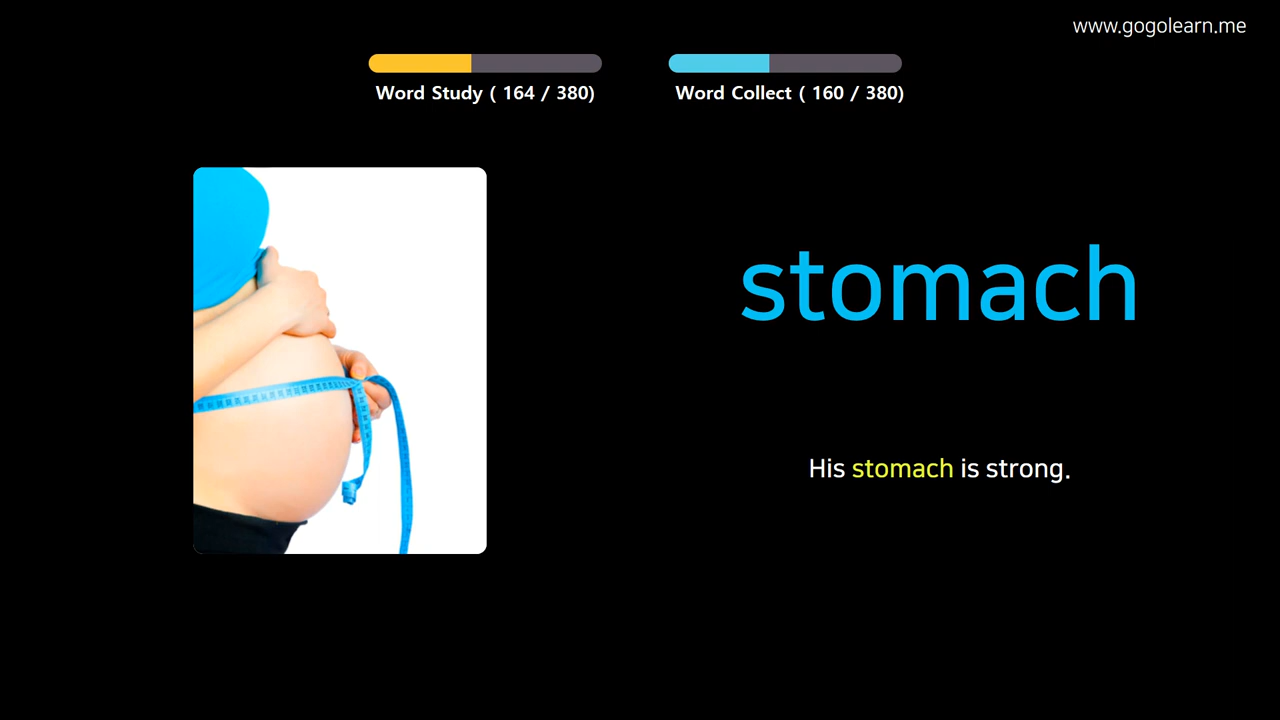 www.gogolearn.me
Word Study ( 164 / 380)
Word Collect ( 160 / 380)
stomach
His stomach is strong.